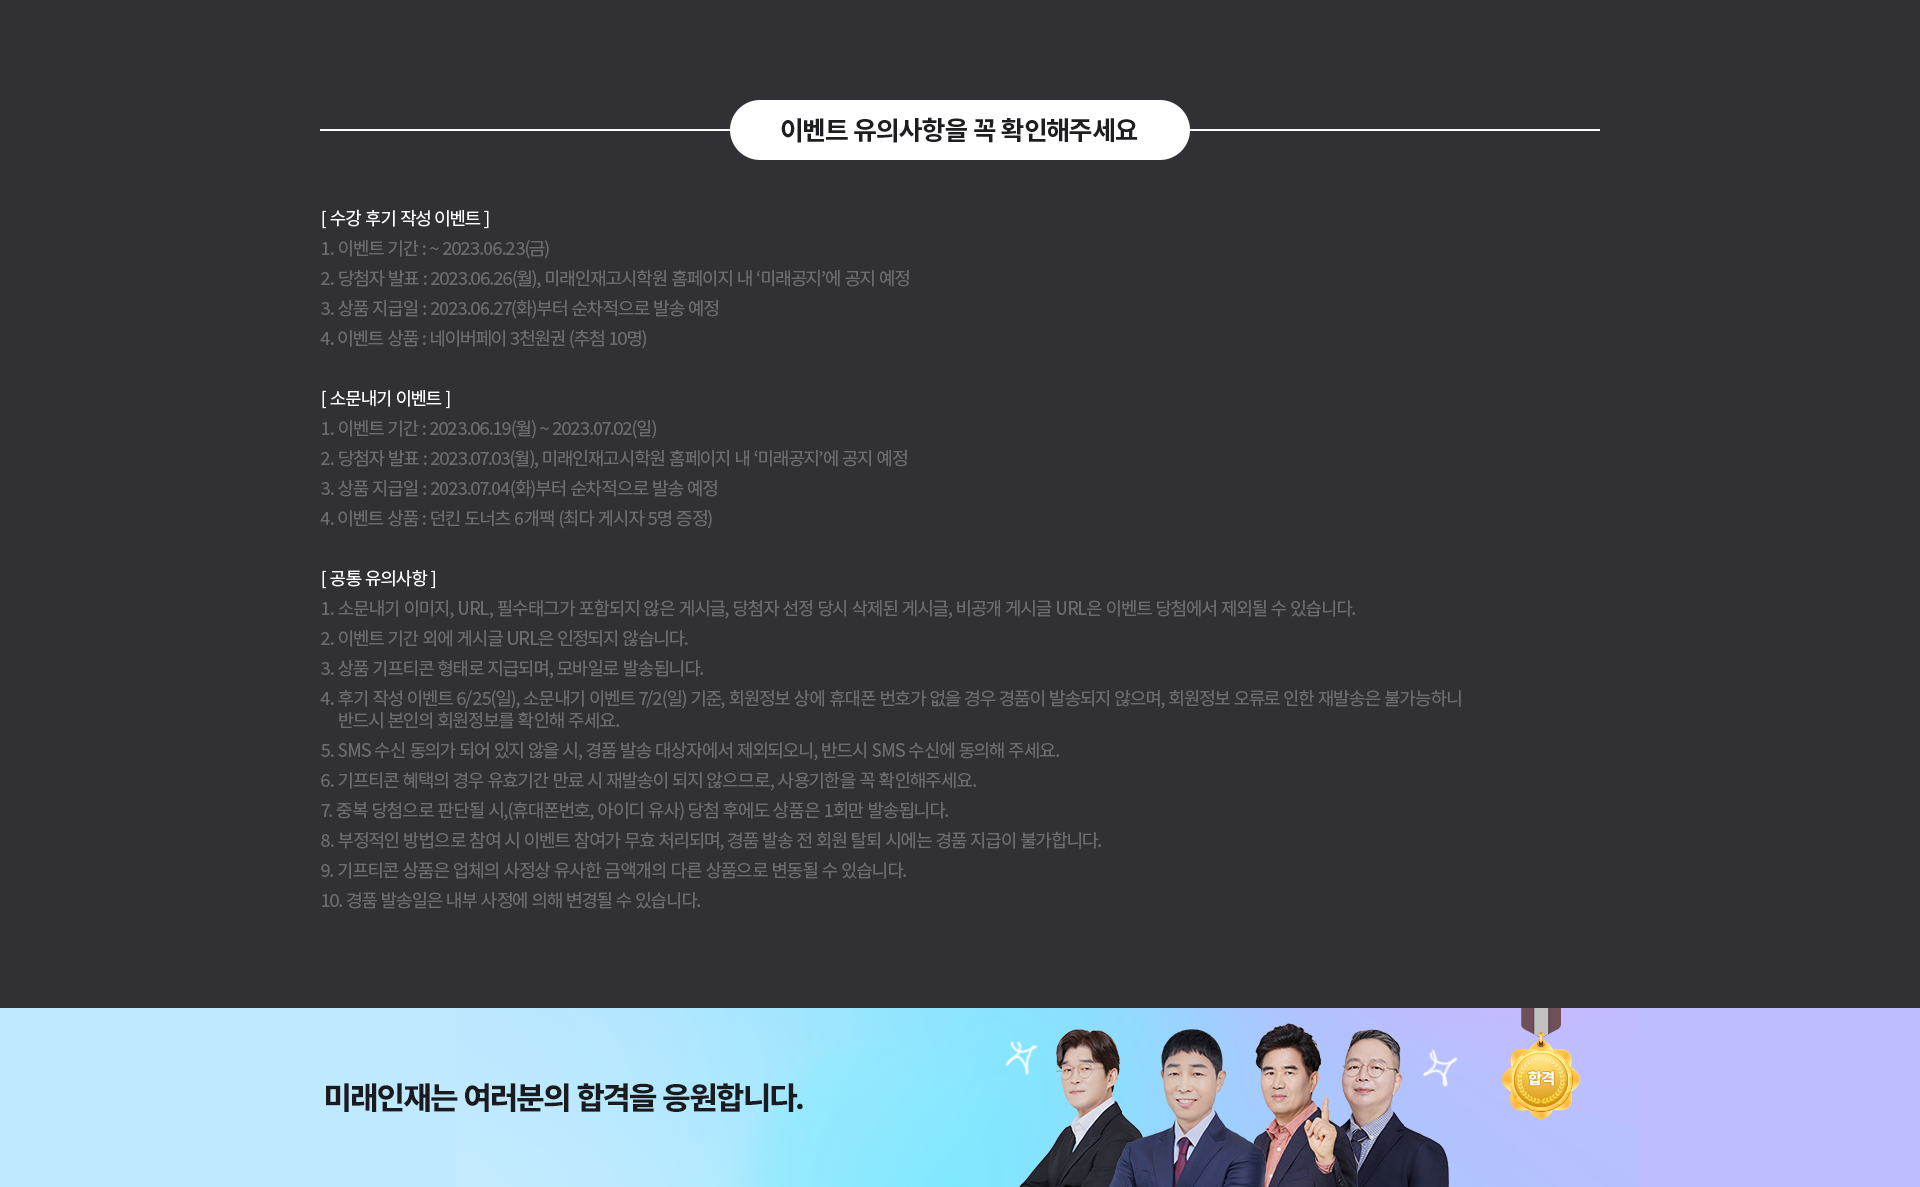 이벤트 유의사항을 꼭 확인해주세요
[ 수강 후기 작성 이벤트 ]
1. 이벤트 기간 : ~ 2023.06.23(금)
2. 당첨자 발표 : 2023.06.26(월), 미래인재고시학원 홈페이지 내 ‘미래공지’에 공지 예정
3. 상품 지급일 : 2023.06.27(화)부터 순차적으로 발송 예정
4. 이벤트 상품 : 네이버페이 3천원권 (추첨 10명)
[ 소문내기 이벤트 ]
1. 이벤트 기간 : 2023.06.19(월) ~ 2023.07.02(일)
2. 당첨자 발표 : 2023.07.03(월), 미래인재고시학원 홈페이지 내 ‘미래공지’에 공지 예정
3. 상품 지급일 : 2023.07.04(화)부터 순차적으로 발송 예정
4. 이벤트 상품 : 던킨 도너츠 6개팩 (최다 게시자 5명 증정)
[ 공통 유의사항 ]
1. 소문내기 이미지, URL, 필수태그가 포함되지 않은 게시글, 당첨자 선정 당시 삭제된 게시글, 비공개 게시글 URL은 이벤트 당첨에서 제외될 수 있습니다.
2. 이벤트 기간 외에 게시글 URL은 인정되지 않습니다.
3. 상품 기프티콘 형태로 지급되며, 모바일로 발송됩니다.
4. 후기 작성 이벤트 6/25(일), 소문내기 이벤트 7/2(일) 기준, 회원정보 상에 휴대폰 번호가 없을 경우 경품이 발송되지 않으며, 회원정보 오류로 인한 재발송은 불가능하니
반드시 본인의 회원정보를 확인해 주세요.
5. SMS 수신 동의가 되어 있지 않을 시, 경품 발송 대상자에서 제외되오니, 반드시 SMS 수신에 동의해 주세요.
6. 기프티콘 혜택의 경우 유효기간 만료 시 재발송이 되지 않으므로, 사용기한을 꼭 확인해주세요.
7. 중복 당첨으로 판단될 시,(휴대폰번호, 아이디 유사) 당첨 후에도 상품은 1회만 발송됩니다.
8. 부정적인 방법으로 참여 시 이벤트 참여가 무효 처리되며, 경품 발송 전 회원 탈퇴 시에는 경품 지급이 불가합니다.
9. 기프티콘 상품은 업체의 사정상 유사한 금액개의 다른 상품으로 변동될 수 있습니다.
10. 경품 발송일은 내부 사정에 의해 변경될 수 있습니다.
미래인재는 여러분의 합격을 응원합니다.
합격